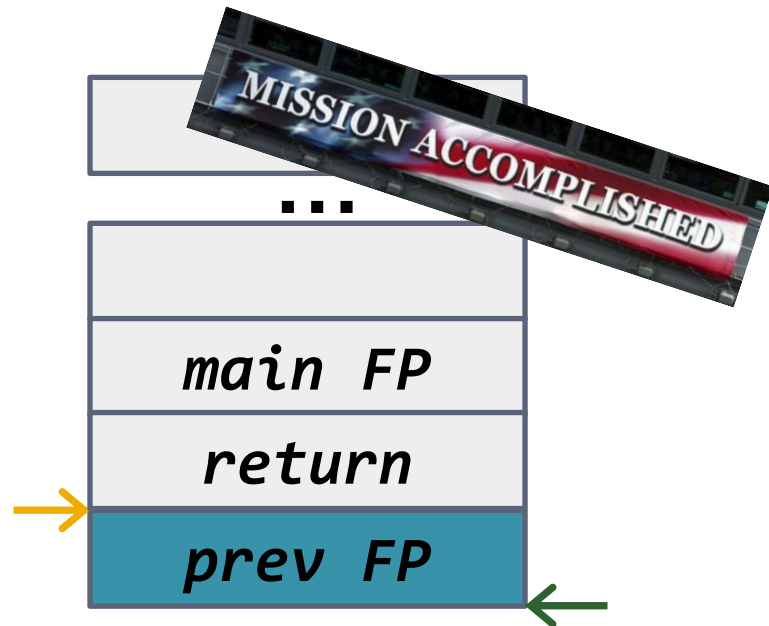 MISSION ACCOMPLISHED
...
main FP
return
prev FP